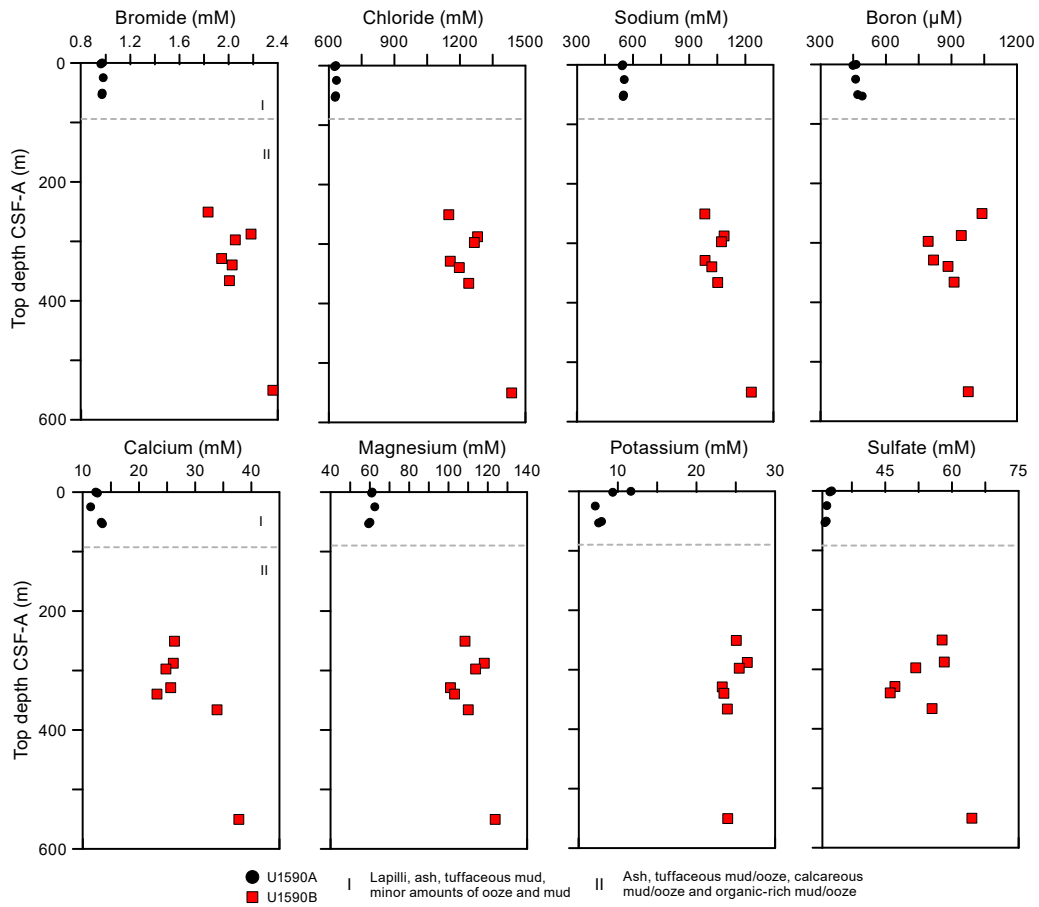 Bromide (mM) Chloride (mM) Sodium (mM) Boron (µM)
0.8 1.2 1.6 2.0 2.4 600 900 1200 1500 300 600 900 1200 300 600 900 1200
0
I
II
200
400
600
Top depth CSF-A (m)
Calcium (mM) Magnesium (mM) Potassium (mM) Sulfate (mM)
10 20 30 40 40 60 80 100 120 140 10 20 30 45 60 75
0
I
II
200
400
600
Top depth CSF-A (m)
U1590A
U1590B
I Lapilli, ash, tuffaceous mud,
minor amounts of ooze and mud
II Ash, tuffaceous mud/ooze, calcareous
mud/ooze and organic-rich mud/ooze